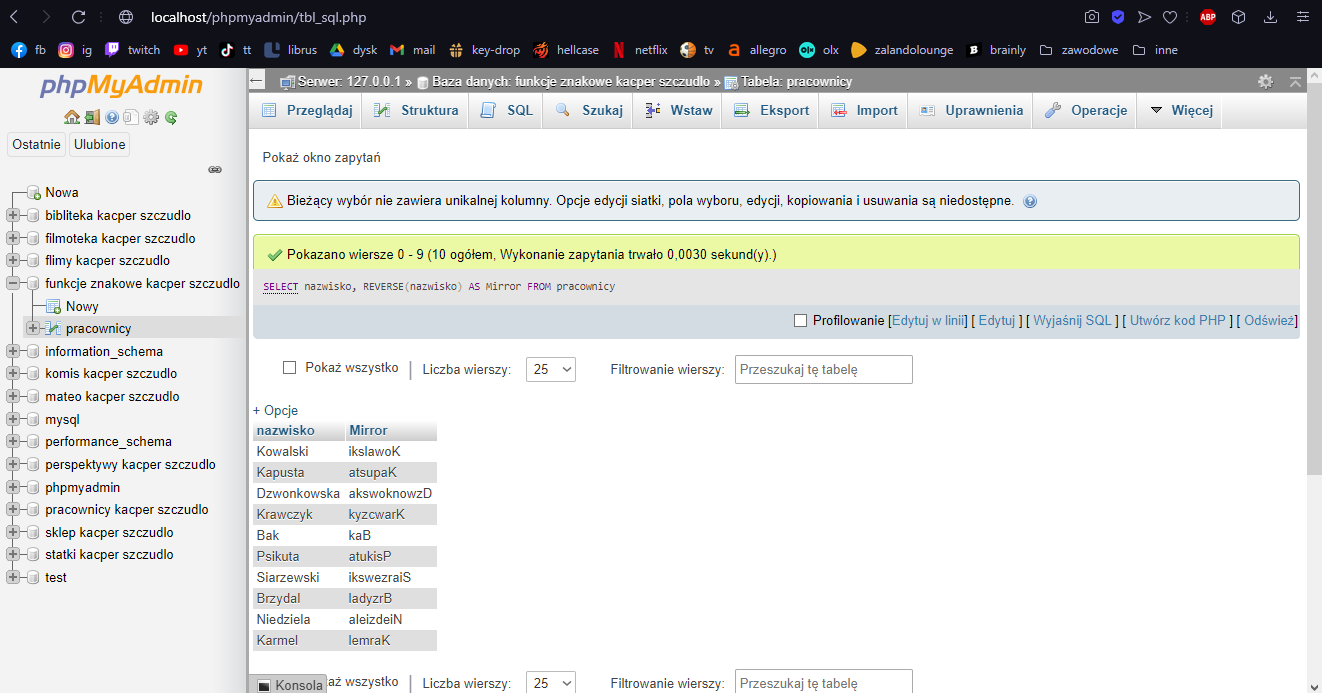 localhost/phpmyadmin/tbl_sql.php
ABP
fb ig twitch yt tt librus dysk mail key-drop hellcase netflix tv allegro olx zalandolounge brainly zawodowe inne
phpMyAdmin
Ostatnie Ulubione
Nowa
bibliteka kacper szczudlo
filmoteka kacper szczudlo
flimy kacper szczudlo
funkcje znakowe kacper szczudlo
Nowy
pracownicy
information_schema
komis kacper szczudlo
mateo kacper szczudlo
mysql
performance_schema
perspektywy kacper szczudlo
phpmyadmin
pracownicy kacper szczudlo
sklep kacper szczudlo
statki kacper szczudlo
test
Serwer: 127.0.0.1 » Baza danych: funkcje znakowe kacper szczudlo » Tabela: pracownicy
Przeglądaj Struktura SQL Szukaj Wstaw Eksport Import Uprawnienia Operacje Więcej
Pokaż okno zapytań
Bieżący wybór nie zawiera unikalnej kolumny. Opcje edycji siatki, pola wyboru, edycji, kopiowania i usuwania są niedostępne.
Pokazano wiersze 0 - 9 (10 ogółem, Wykonanie zapytania trwało 0,0030 sekund(y).)
SELECT nazwisko, REVERSE(nazwisko) AS Mirror FROM pracownicy
Profilowanie [Edytuj w linii] [ Edytuj ] [ Wyjaśnij SQL ] [ Utwórz kod PHP ] [ Odśwież]
Pokaż wszystko | Liczba wierszy: 25 Filtrowanie wierszy: Przeszukaj tę tabelę
+ Opcje
nazwisko Mirror
Kowalski ikslawoK
Kapusta atsupaK
Dzwonkowska akswoknowzD
Krawczyk kyzcwarK
Bak kaB
Psikuta atukisP
Siarzewski ikswezraiS
Brzydal ladyzrB
Niedziela aleizdeiN
Karmel lemraK
Konsola aż wszystko | Liczba wierszy: 25 Filtrowanie wierszy: Przeszukaj tę tabelę